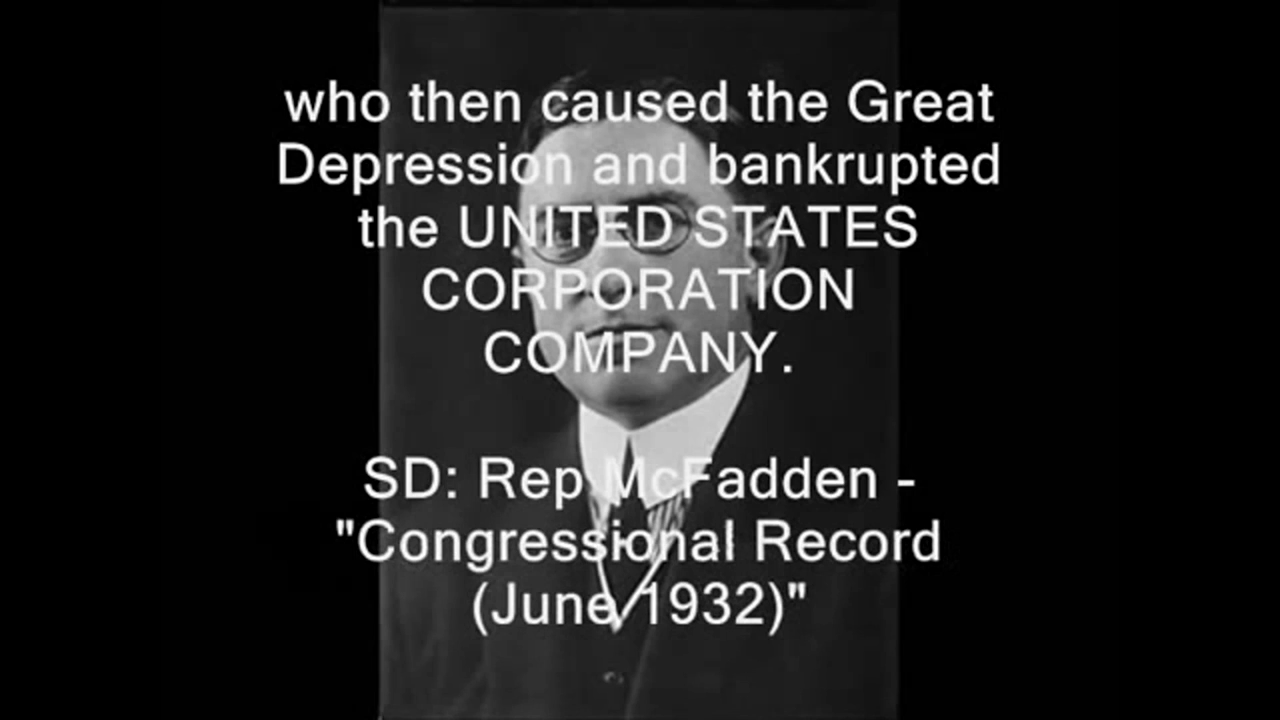 who then caused the Great
Depression and bankrupted
the UNITED STATES
CORPORATION
COMPANY.
SD: Rep McFadden -
"Congressional Record
(June 1932)"